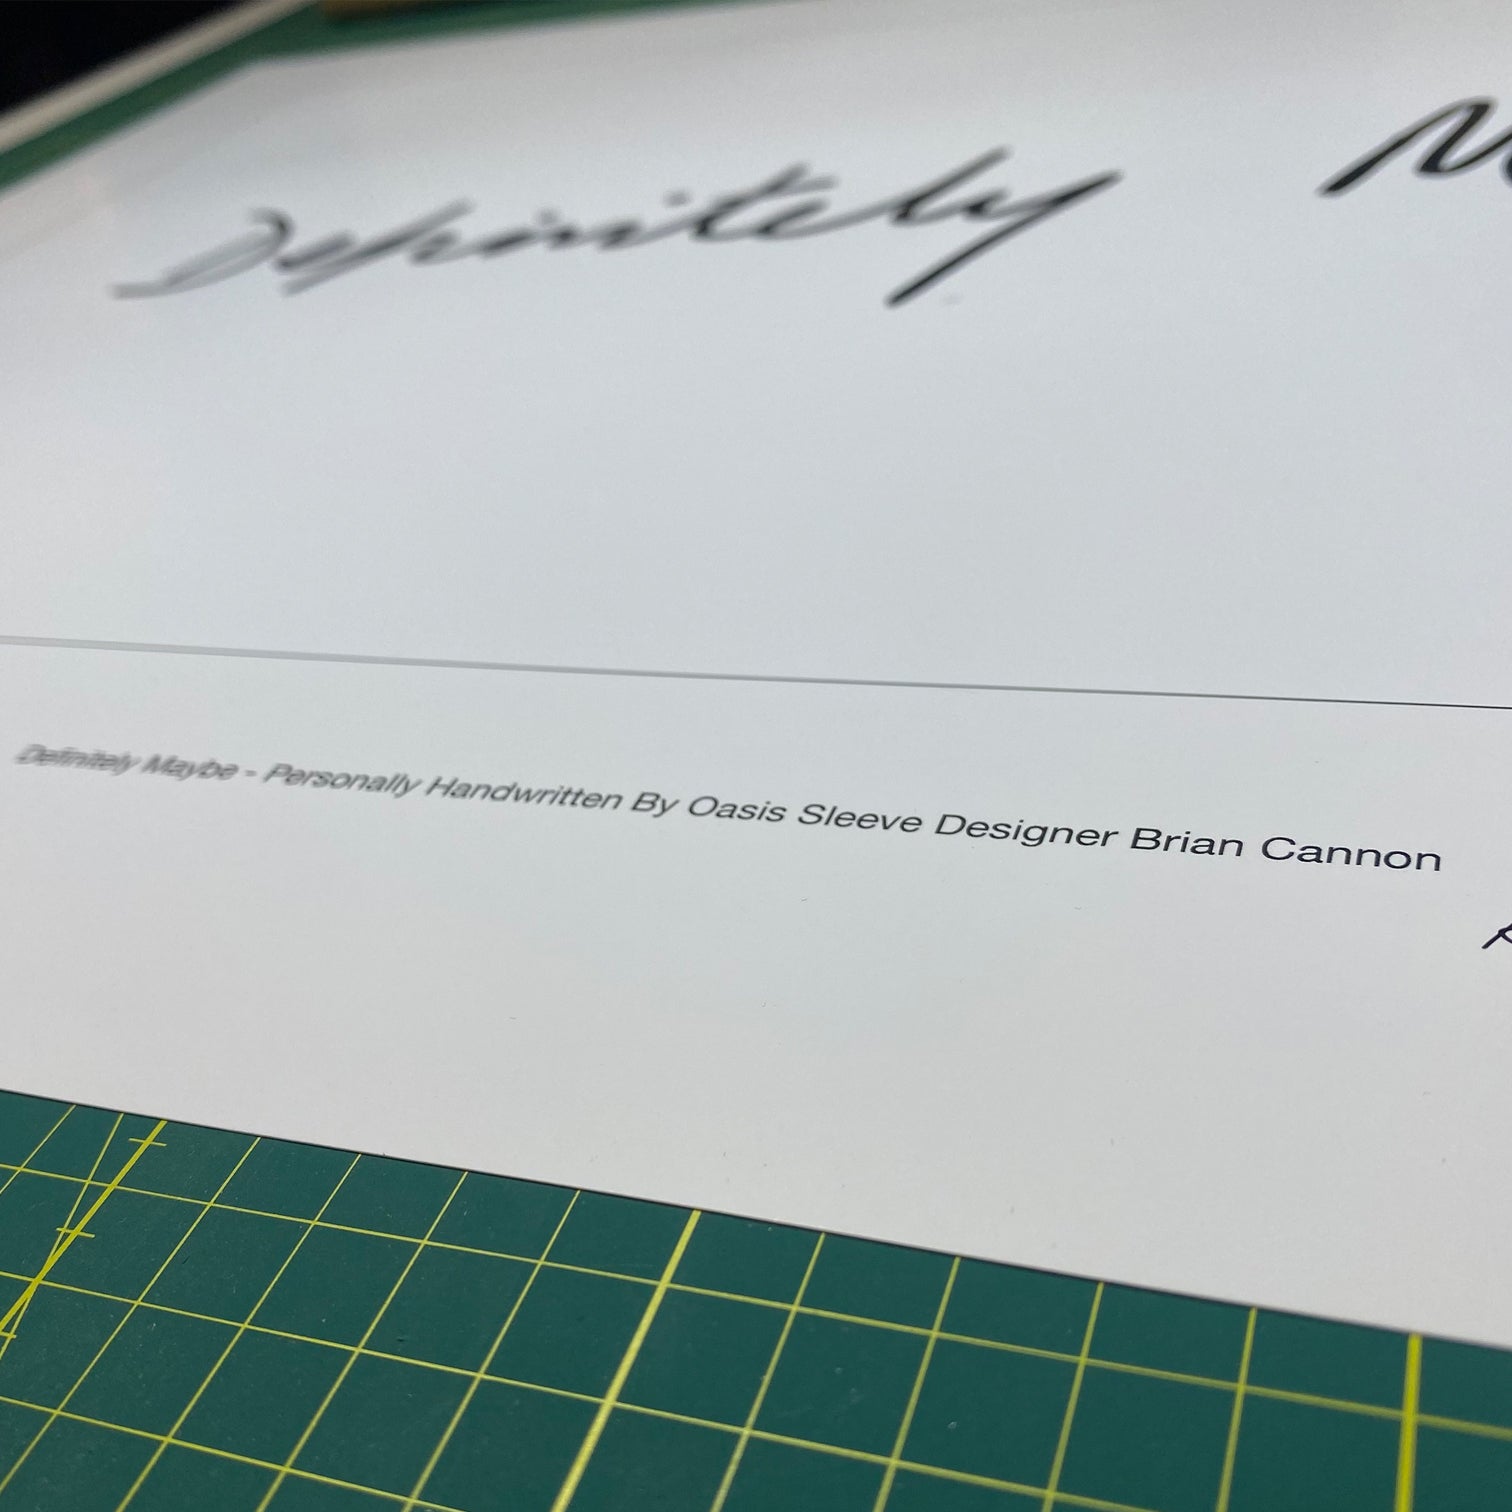 Definitely M
Definitely Maybe - Personally Handwritten By Oasis Sleeve Designer Brian Cannon